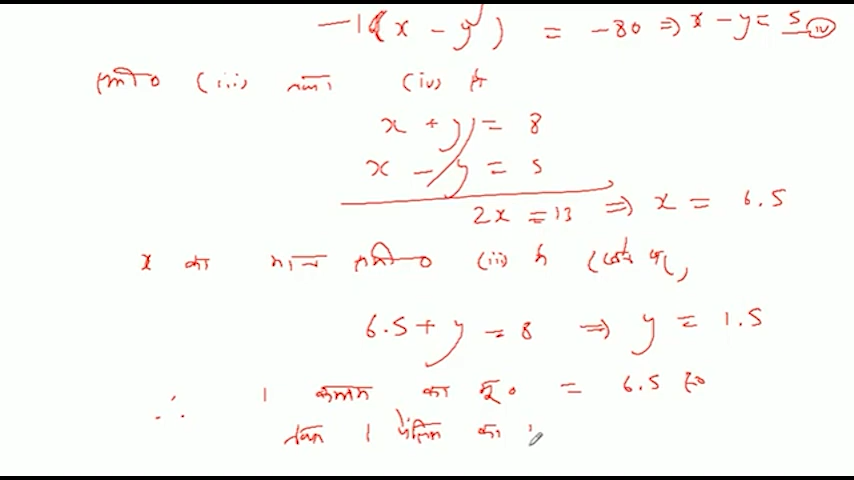 −16(x − y) = −80 ⇒ x − y = 5 (iv)
समी० (iii) तथा (iv) से
x + y = 8
x − y = 5
2x = 13 ⇒ x = 6.5
x का मान समी० (iii) में रखने पर,
6.5 + y = 8 ⇒ y = 1.5
∴ 1 कलम का मू० = 6.5 रु०
तथा 1 पेंसिल का